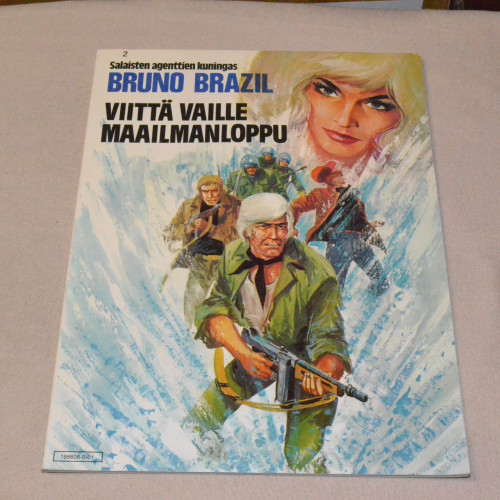 2
Salaisten agenttien kuningas
BRUNO BRAZIL
VIITTÄ VAILLE
MAAILMANLOPPU